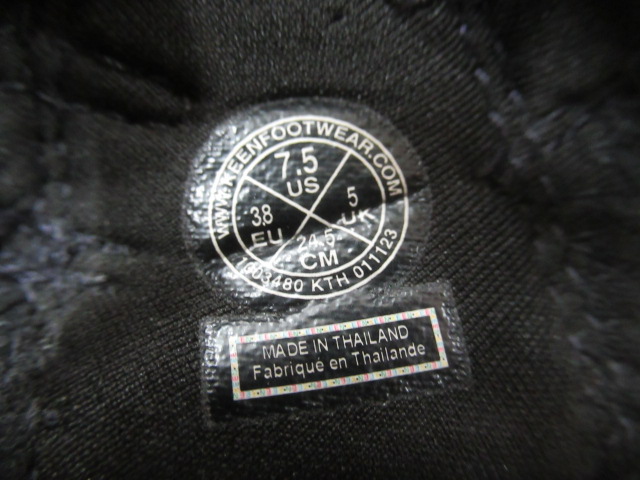 WWW.KEENFOOTWEAR.COM
7.5
US
38
EU
5
UK
24.5
CM
1003480 KTH 011123
MADE IN THAILAND
Fabriqué en Thaïlande